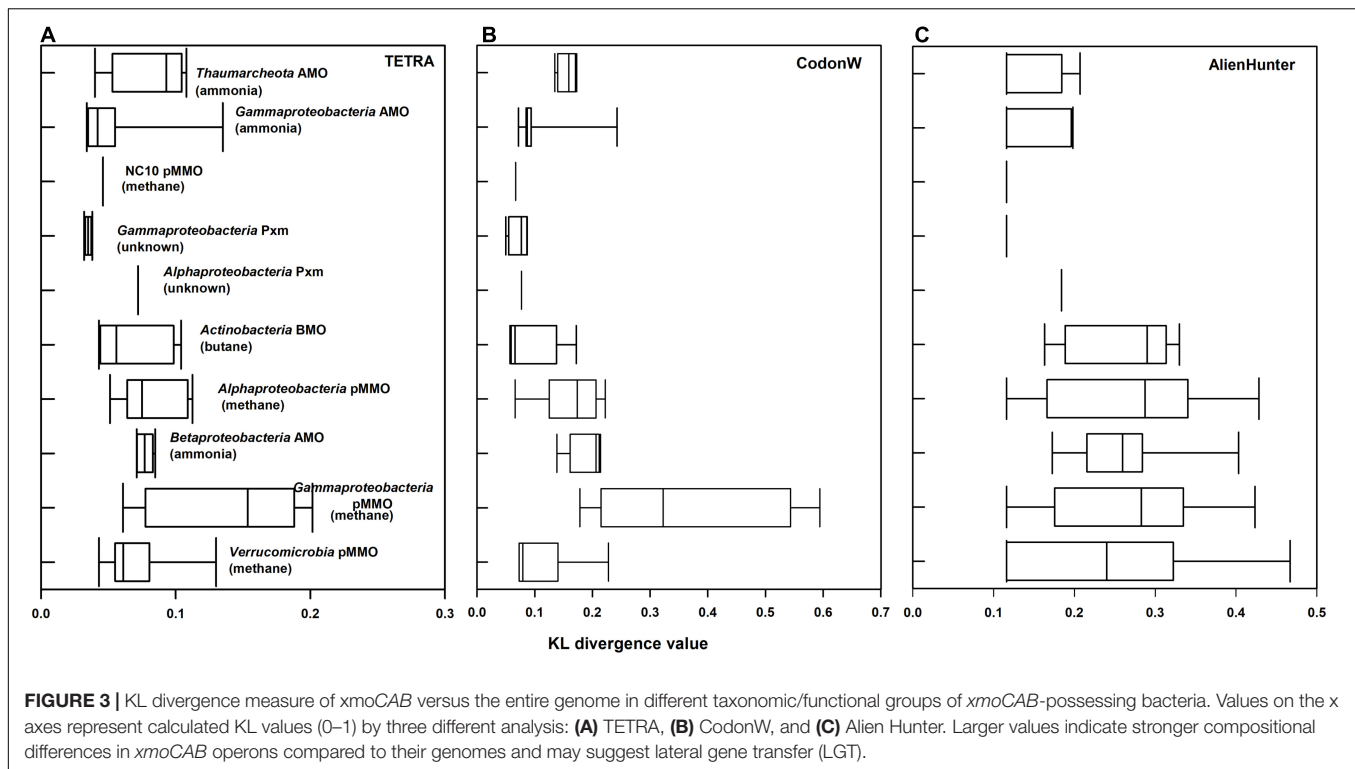 A
TETRA
Thaumarcheota AMO
(ammonia)
Gammaproteobacteria AMO
(ammonia)
NC10 pMMO
(methane)
Gammaproteobacteria Pxm
(unknown)
Alphaproteobacteria Pxm
(unknown)
Actinobacteria BMO
(butane)
Alphaproteobacteria pMMO
(methane)
Betaproteobacteria AMO
(ammonia)
Gammaproteobacteria
pMMO
(methane)
Verrucomicrobia pMMO
(methane)
0.0 0.1 0.2 0.3
B
CodonW
0.0 0.1 0.2 0.3 0.4 0.5 0.6 0.7
C
AlienHunter
0.0 0.1 0.2 0.3 0.4 0.5
KL divergence value
FIGURE 3 | KL divergence measure of xmoCAB versus the entire genome in different taxonomic/functional groups of xmoCAB-possessing bacteria. Values on the x
axes represent calculated KL values (0–1) by three different analysis: (A) TETRA, (B) CodonW, and (C) Alien Hunter. Larger values indicate stronger compositional
differences in xmoCAB operons compared to their genomes and may suggest lateral gene transfer (LGT).